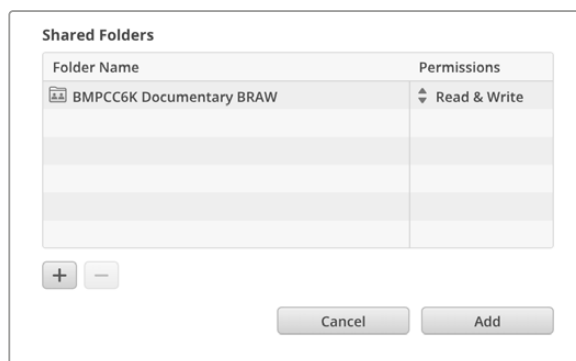 Shared Folders
Folder Name Permissions
BMPCC6K Documentary BRAW Read & Write
Cancel Add